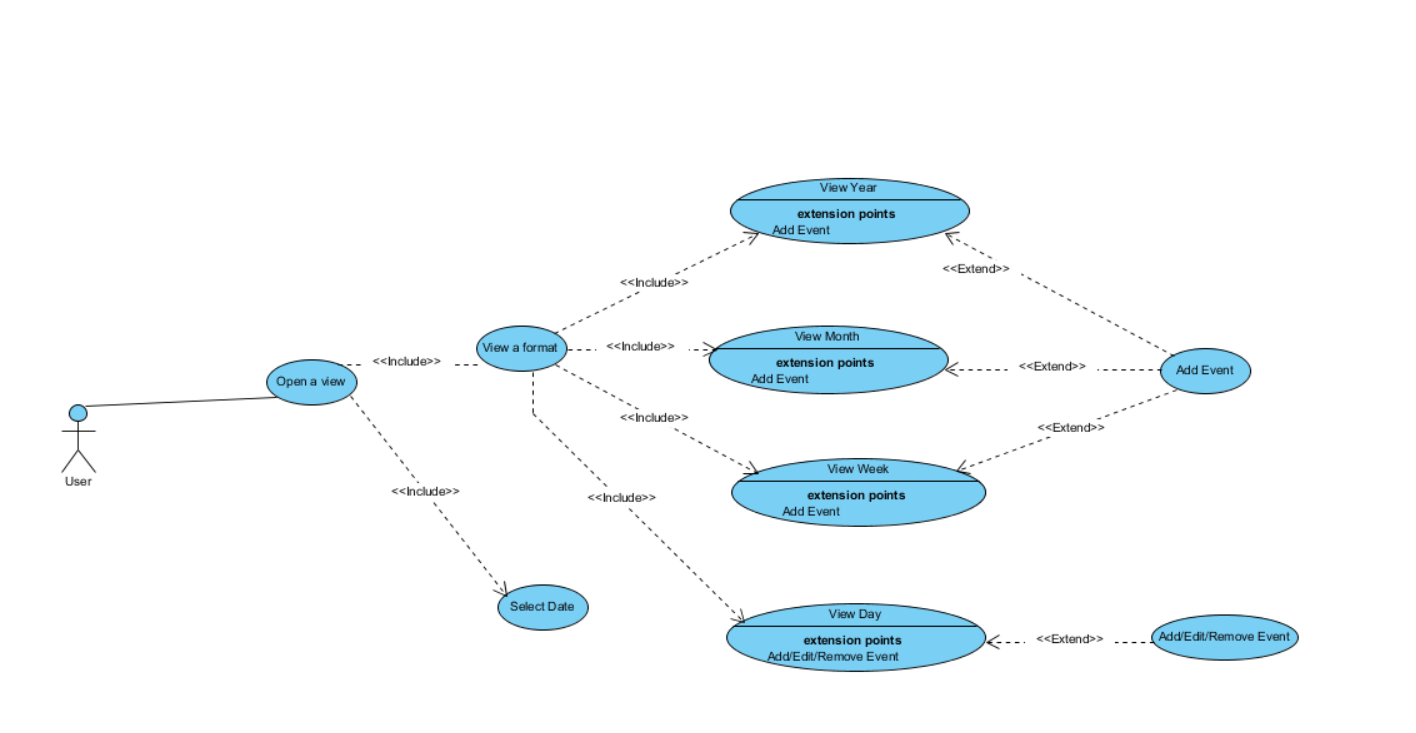 View Year
extension points
Add Event
<<Extend>>
<<Include>>
View Month
extension points
Add Event
View a format
<<Include>>
<<Include>>
<<Extend>>
Add Event
Open a view
<<Include>>
<<Extend>>
User
View Week
extension points
Add Event
<<Include>>
<<Include>>
Select Date
View Day
extension points
Add/Edit/Remove Event
<<Extend>>
Add/Edit/Remove Event